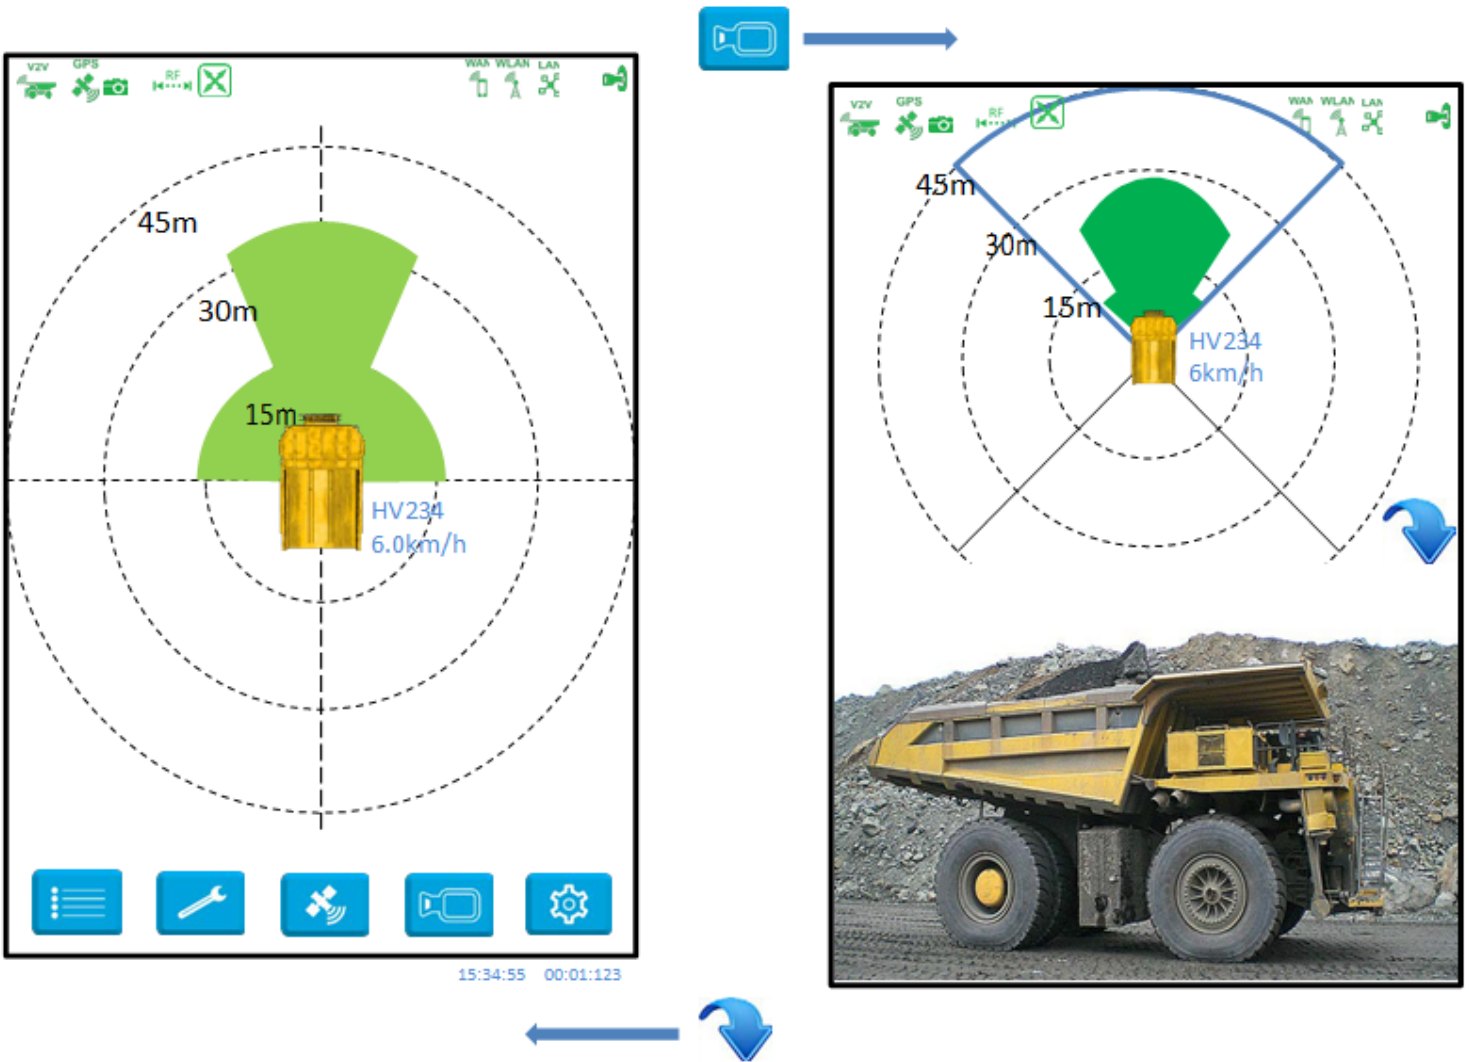 V2V GPS RF WAN WLAN LAN
45m
30m
15m
HV234
6.0km/h
15:34:55 00:01:123
V2V GPS RF WAN WLAN LAN
45m
30m
15m
HV234
6km/h